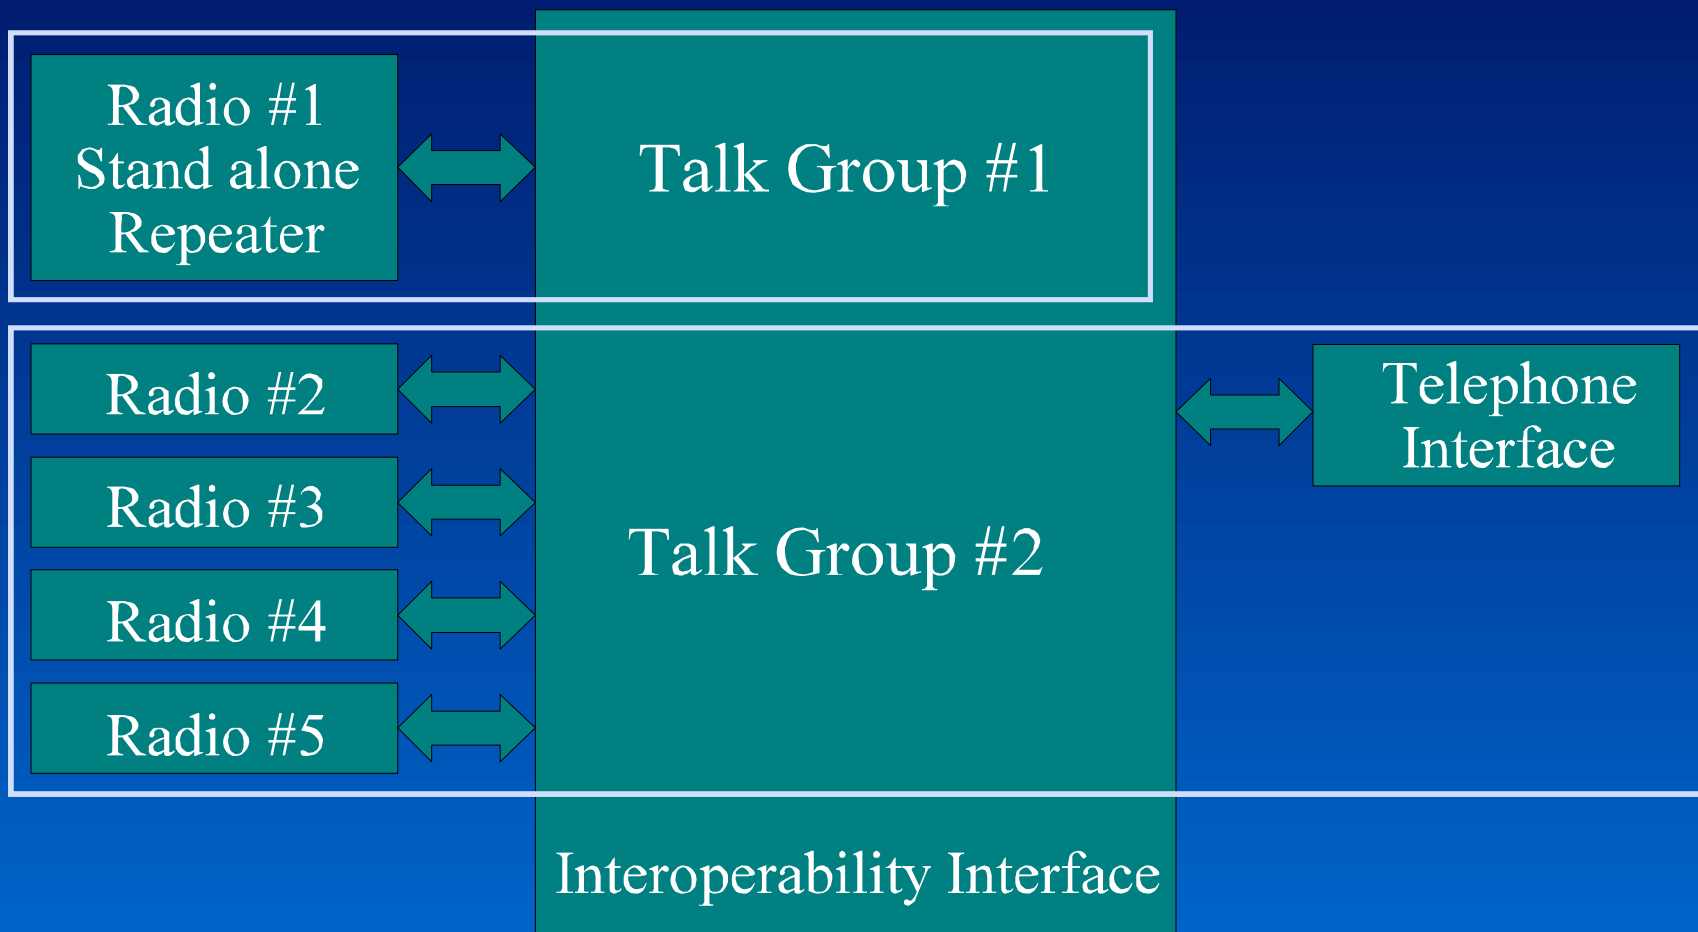 Radio #1
Stand alone
Repeater
Talk Group #1
Radio #2
Radio #3
Radio #4
Radio #5
Talk Group #2
Telephone
Interface
Interoperability Interface